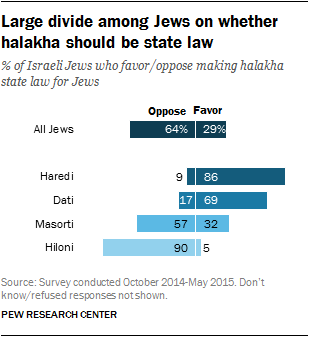 Large divide among Jews on whether
halakha should be state law
% of Israeli Jews who favor/oppose making halakha
state law for Jews
Oppose Favor
All Jews 64% 29%
Haredi 9 86
Dati 17 69
Masorti 57 32
Hiloni 90 5
Source: Survey conducted October 2014-May 2015. Don't
know/refused responses not shown.
PEW RESEARCH CENTER